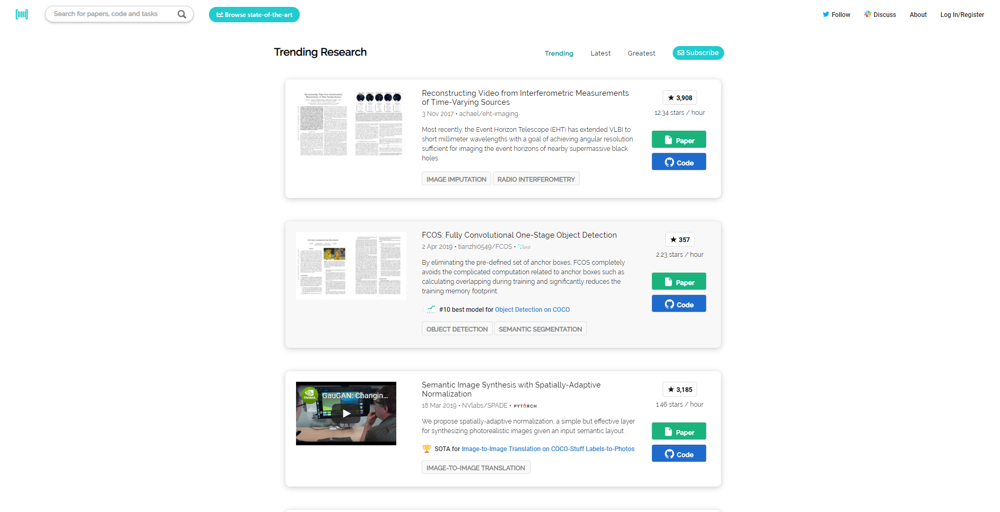 Search for papers, code and tasks
Browse state-of-the-art
Follow
Discuss
About
Log In/Register
Trending Research
Trending
Latest
Greatest
Subscribe
Reconstructing Video from Interferometric Measurements
of Time-Varying Sources
3 Nov 2017 • achael/eht-imaging
Most recently, the Event Horizon Telescope (EHT) has extended VLBI to
short millimeter wavelengths with a goal of achieving angular resolution
sufficient for imaging the event horizons of nearby supermassive black
holes.
IMAGE IMPUTATION
RADIO INTERFEROMETRY
★ 3,908
12.34 stars / hour
Paper
Code
FCOS: Fully Convolutional One-Stage Object Detection
2 Apr 2019 • tianzhi0549/FCOS • torch
By eliminating the pre-defined set of anchor boxes, FCOS completely
avoids the complicated computation related to anchor boxes such as
calculating overlapping during training and significantly reduces the
training memory footprint.
#10 best model for Object Detection on COCO
OBJECT DETECTION
SEMANTIC SEGMENTATION
★ 357
2.23 stars / hour
Paper
Code
NVIDIA
GauGAN: Changin...
Semantic Image Synthesis with Spatially-Adaptive
Normalization
18 Mar 2019 • NVlabs/SPADE • PYTORCH
We propose spatially-adaptive normalization, a simple but effective layer
for synthesizing photorealistic images given an input semantic layout.
SOTA for Image-to-Image Translation on COCO-Stuff Labels-to-Photos
IMAGE-TO-IMAGE TRANSLATION
★ 3,185
1.46 stars / hour
Paper
Code